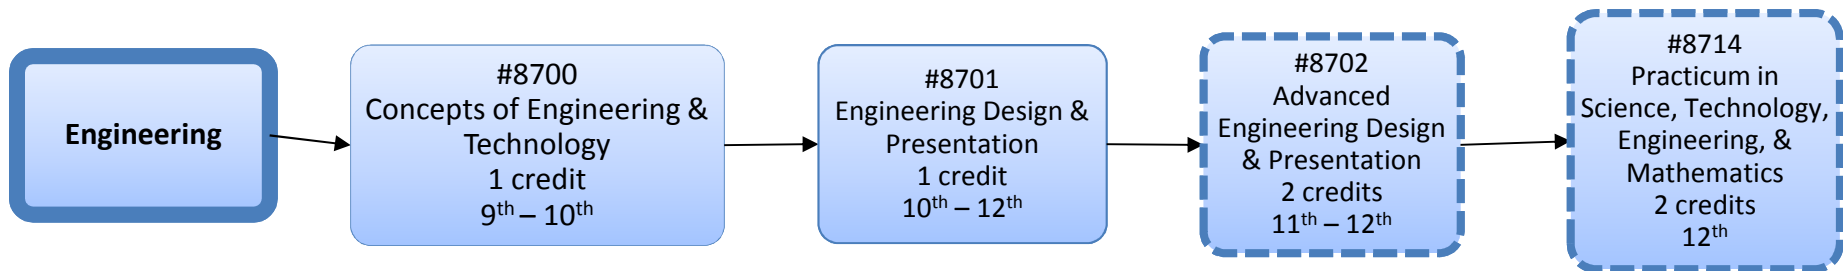 Engineering
#8700
Concepts of Engineering &
Technology
1 credit
9th – 10th
#8701
Engineering Design &
Presentation
1 credit
10th – 12th
#8702
Advanced
Engineering Design
& Presentation
2 credits
11th – 12th
#8714
Practicum in
Science, Technology,
Engineering, &
Mathematics
2 credits
12th